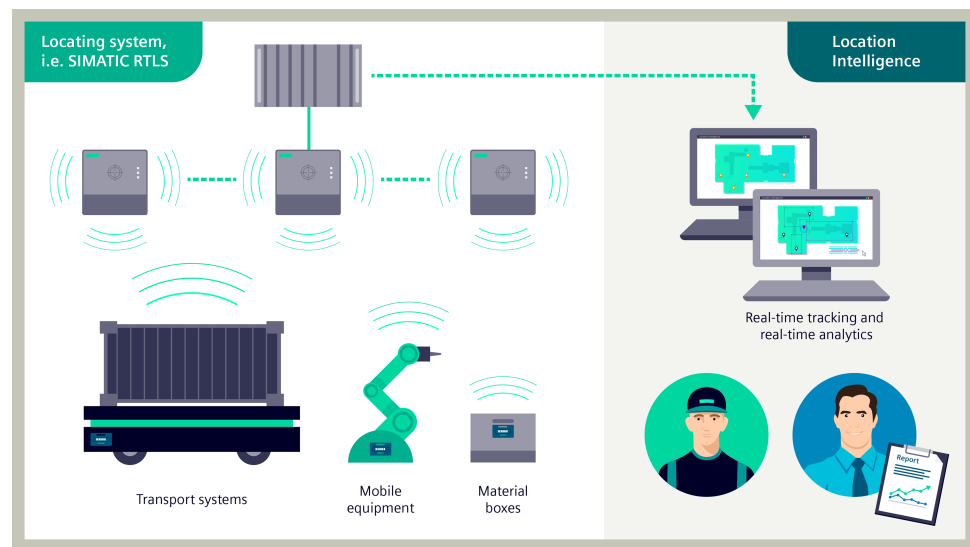 Locating system,
i.e. SIMATIC RTLS
Location
Intelligence
Real-time tracking and
real-time analytics
Transport systems
Mobile
equipment
Material
boxes
Report